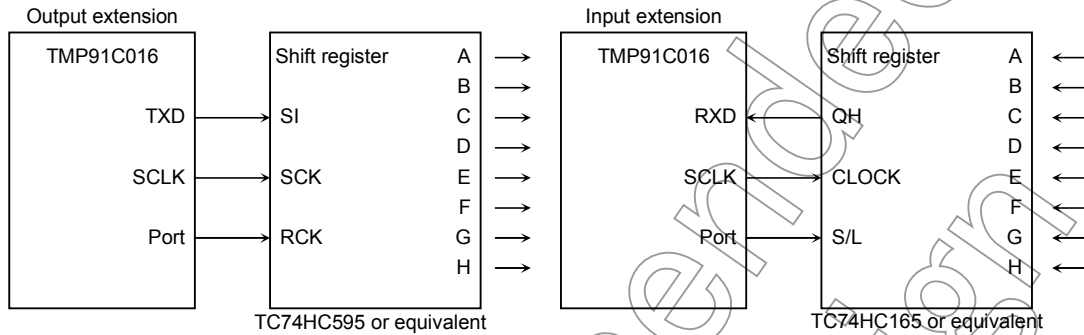 Output extension
TMP91C016
TXD
SCLK
Port
Shift register
SI
SCK
RCK
A
B
C
D
E
F
G
H
TC74HC595 or equivalent
Input extension
TMP91C016
RXD
SCLK
Port
Shift register
QH
CLOCK
S/L
A
B
C
D
E
F
G
H
TC74HC165 or equivalent